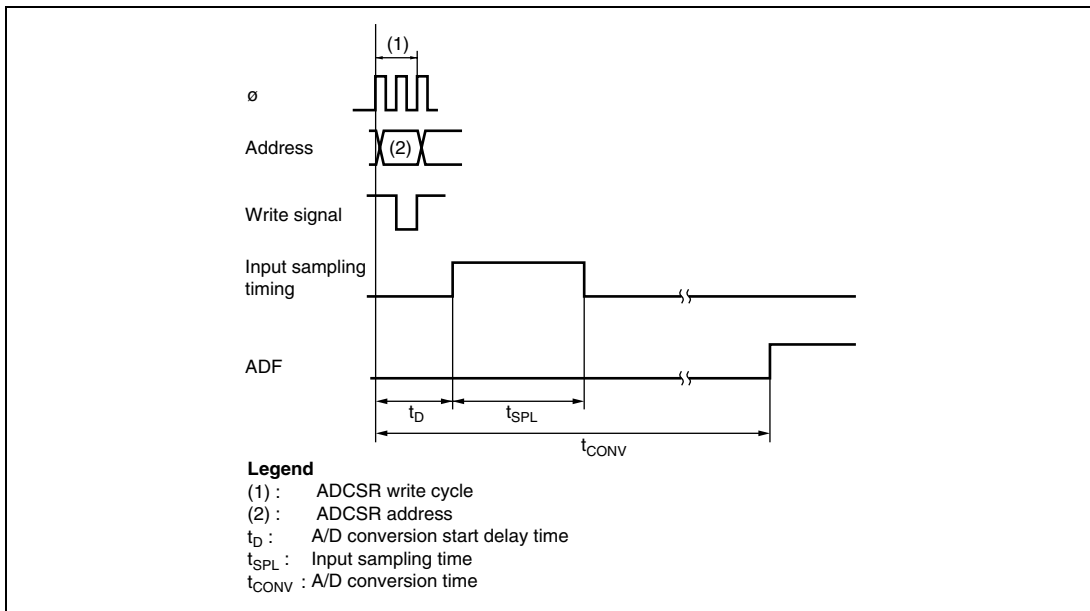 (1)
ø
Address
(2)
Write signal
Input sampling
timing
ADF
tD
tSPL
tCONV
Legend
(1) : ADCSR write cycle
(2) : ADCSR address
tD : A/D conversion start delay time
tSPL : Input sampling time
tCONV : A/D conversion time